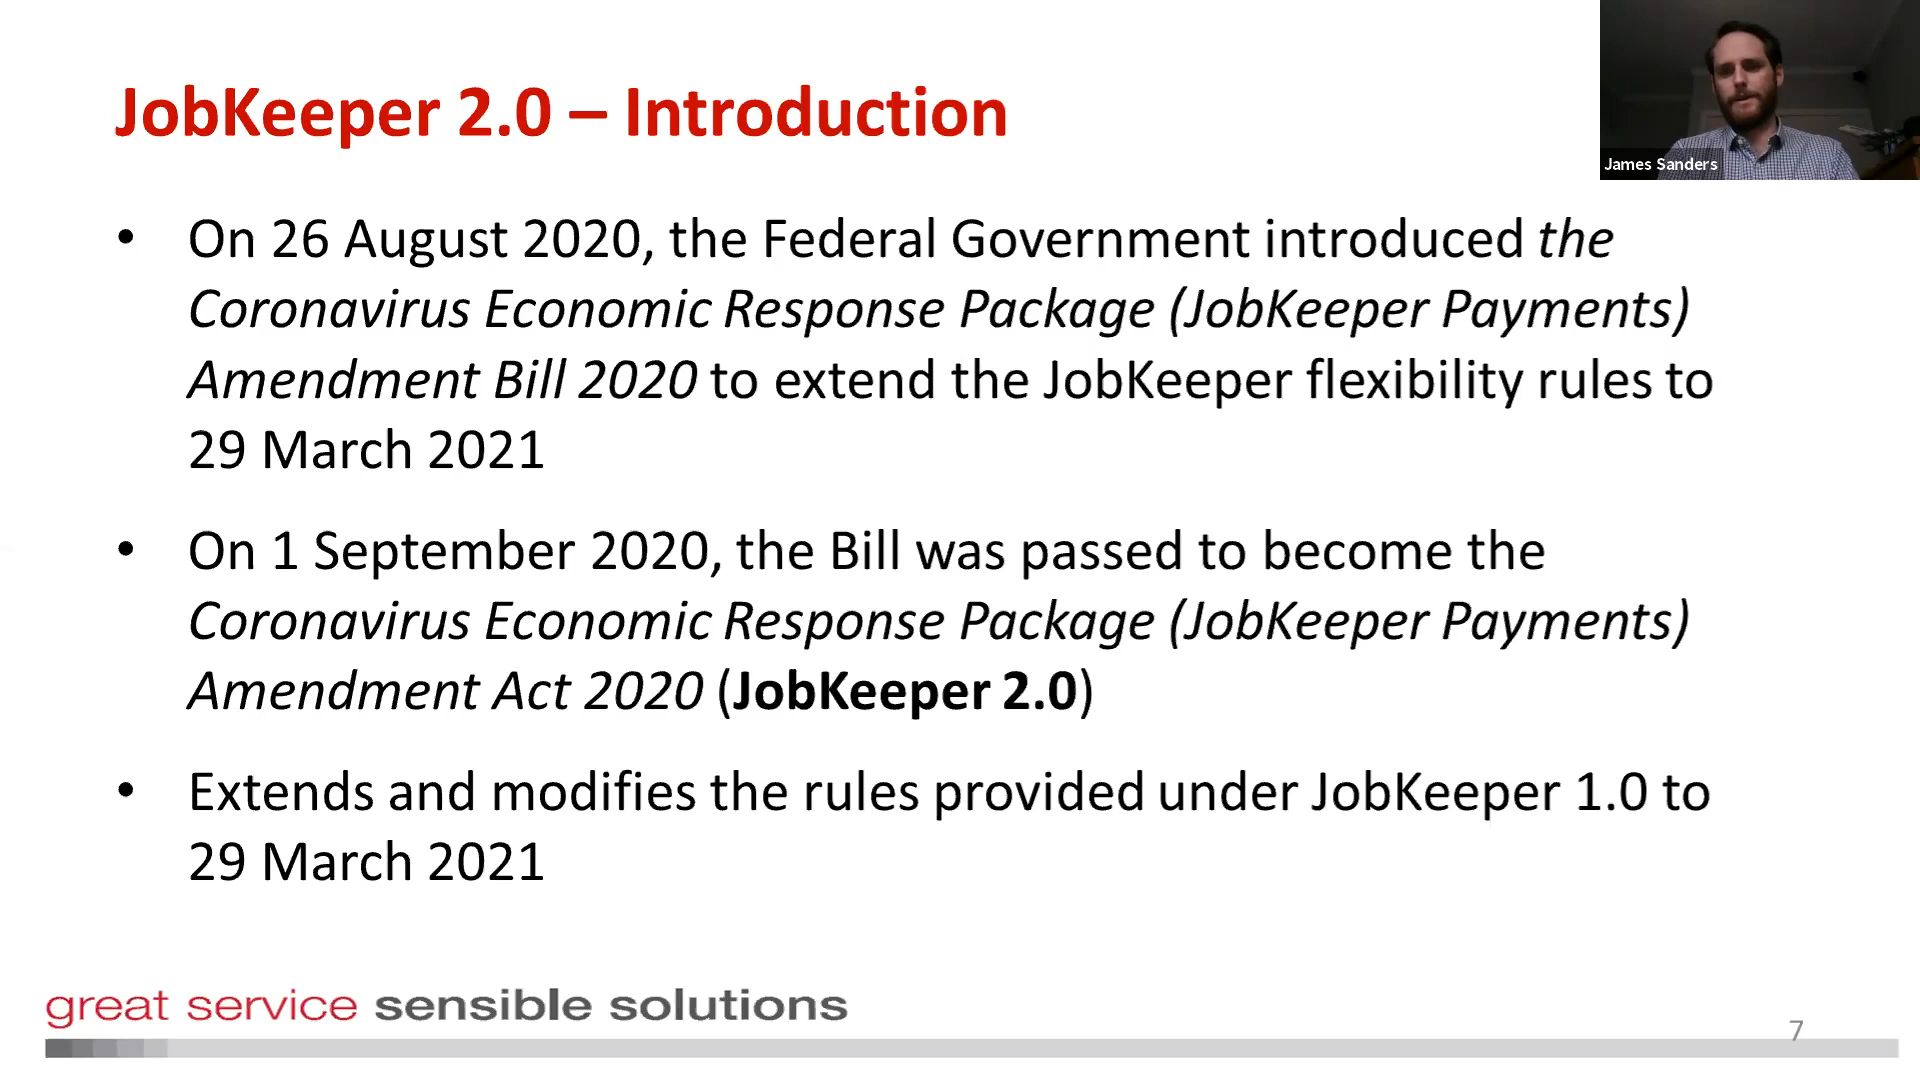 JobKeeper 2.0 – Introduction
James Sanders
• On 26 August 2020, the Federal Government introduced the
Coronavirus Economic Response Package (JobKeeper Payments)
Amendment Bill 2020 to extend the JobKeeper flexibility rules to
29 March 2021
• On 1 September 2020, the Bill was passed to become the
Coronavirus Economic Response Package (JobKeeper Payments)
Amendment Act 2020 (JobKeeper 2.0)
• Extends and modifies the rules provided under JobKeeper 1.0 to
29 March 2021
great service sensible solutions
7